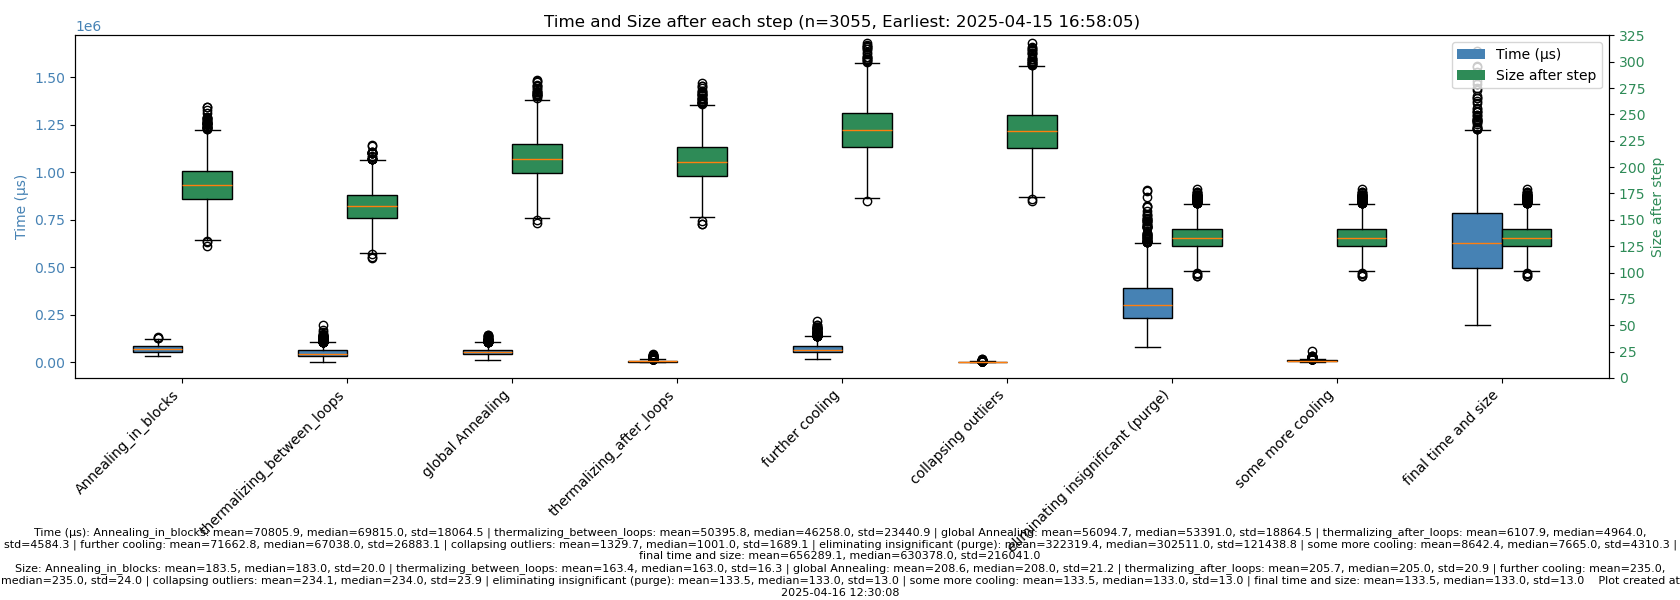 Time and Size after each step (n=3055, Earliest: 2025-04-15 16:58:05)
1e6
1.50
1.25
1.00
0.75
0.50
0.25
0.00
Time (µs)
325
300
275
250
225
200
175
150
125
100
75
50
25
0
Size after step
Time (µs)
Size after step
Annealing_in_blocks
thermalizing_between_loops
global Annealing
thermalizing_after_loops
further cooling
collapsing outliers
eliminating insignificant (purge)
some more cooling
final time and size
Time (µs): Annealing_in_blocks: mean=70805.9, median=69815.0, std=18064.5 | thermalizing_between_loops: mean=50395.8, median=46258.0, std=23440.9 | global Annealing: mean=56094.7, median=53391.0, std=18864.5 | thermalizing_after_loops: mean=6107.9, median=4964.0,
std=4584.3 | further cooling: mean=71662.8, median=67038.0, std=26883.1 | collapsing outliers: mean=1329.7, median=1001.0, std=1689.1 | eliminating insignificant (purge): mean=322319.4, median=302511.0, std=121438.8 | some more cooling: mean=8642.4, median=7665.0, std=4310.3 |
final time and size: mean=656289.1, median=630378.0, std=216041.0
Size: Annealing_in_blocks: mean=183.5, median=183.0, std=20.0 | thermalizing_between_loops: mean=163.4, median=163.0, std=16.3 | global Annealing: mean=208.6, median=208.0, std=21.2 | thermalizing_after_loops: mean=205.7, median=205.0, std=20.9 | further cooling: mean=235.0,
median=235.0, std=24.0 | collapsing outliers: mean=234.1, median=234.0, std=23.9 | eliminating insignificant (purge): mean=133.5, median=133.0, std=13.0 | some more cooling: mean=133.5, median=133.0, std=13.0 | final time and size: mean=133.5, median=133.0, std=13.0    Plot created at
2025-04-16 12:30:08